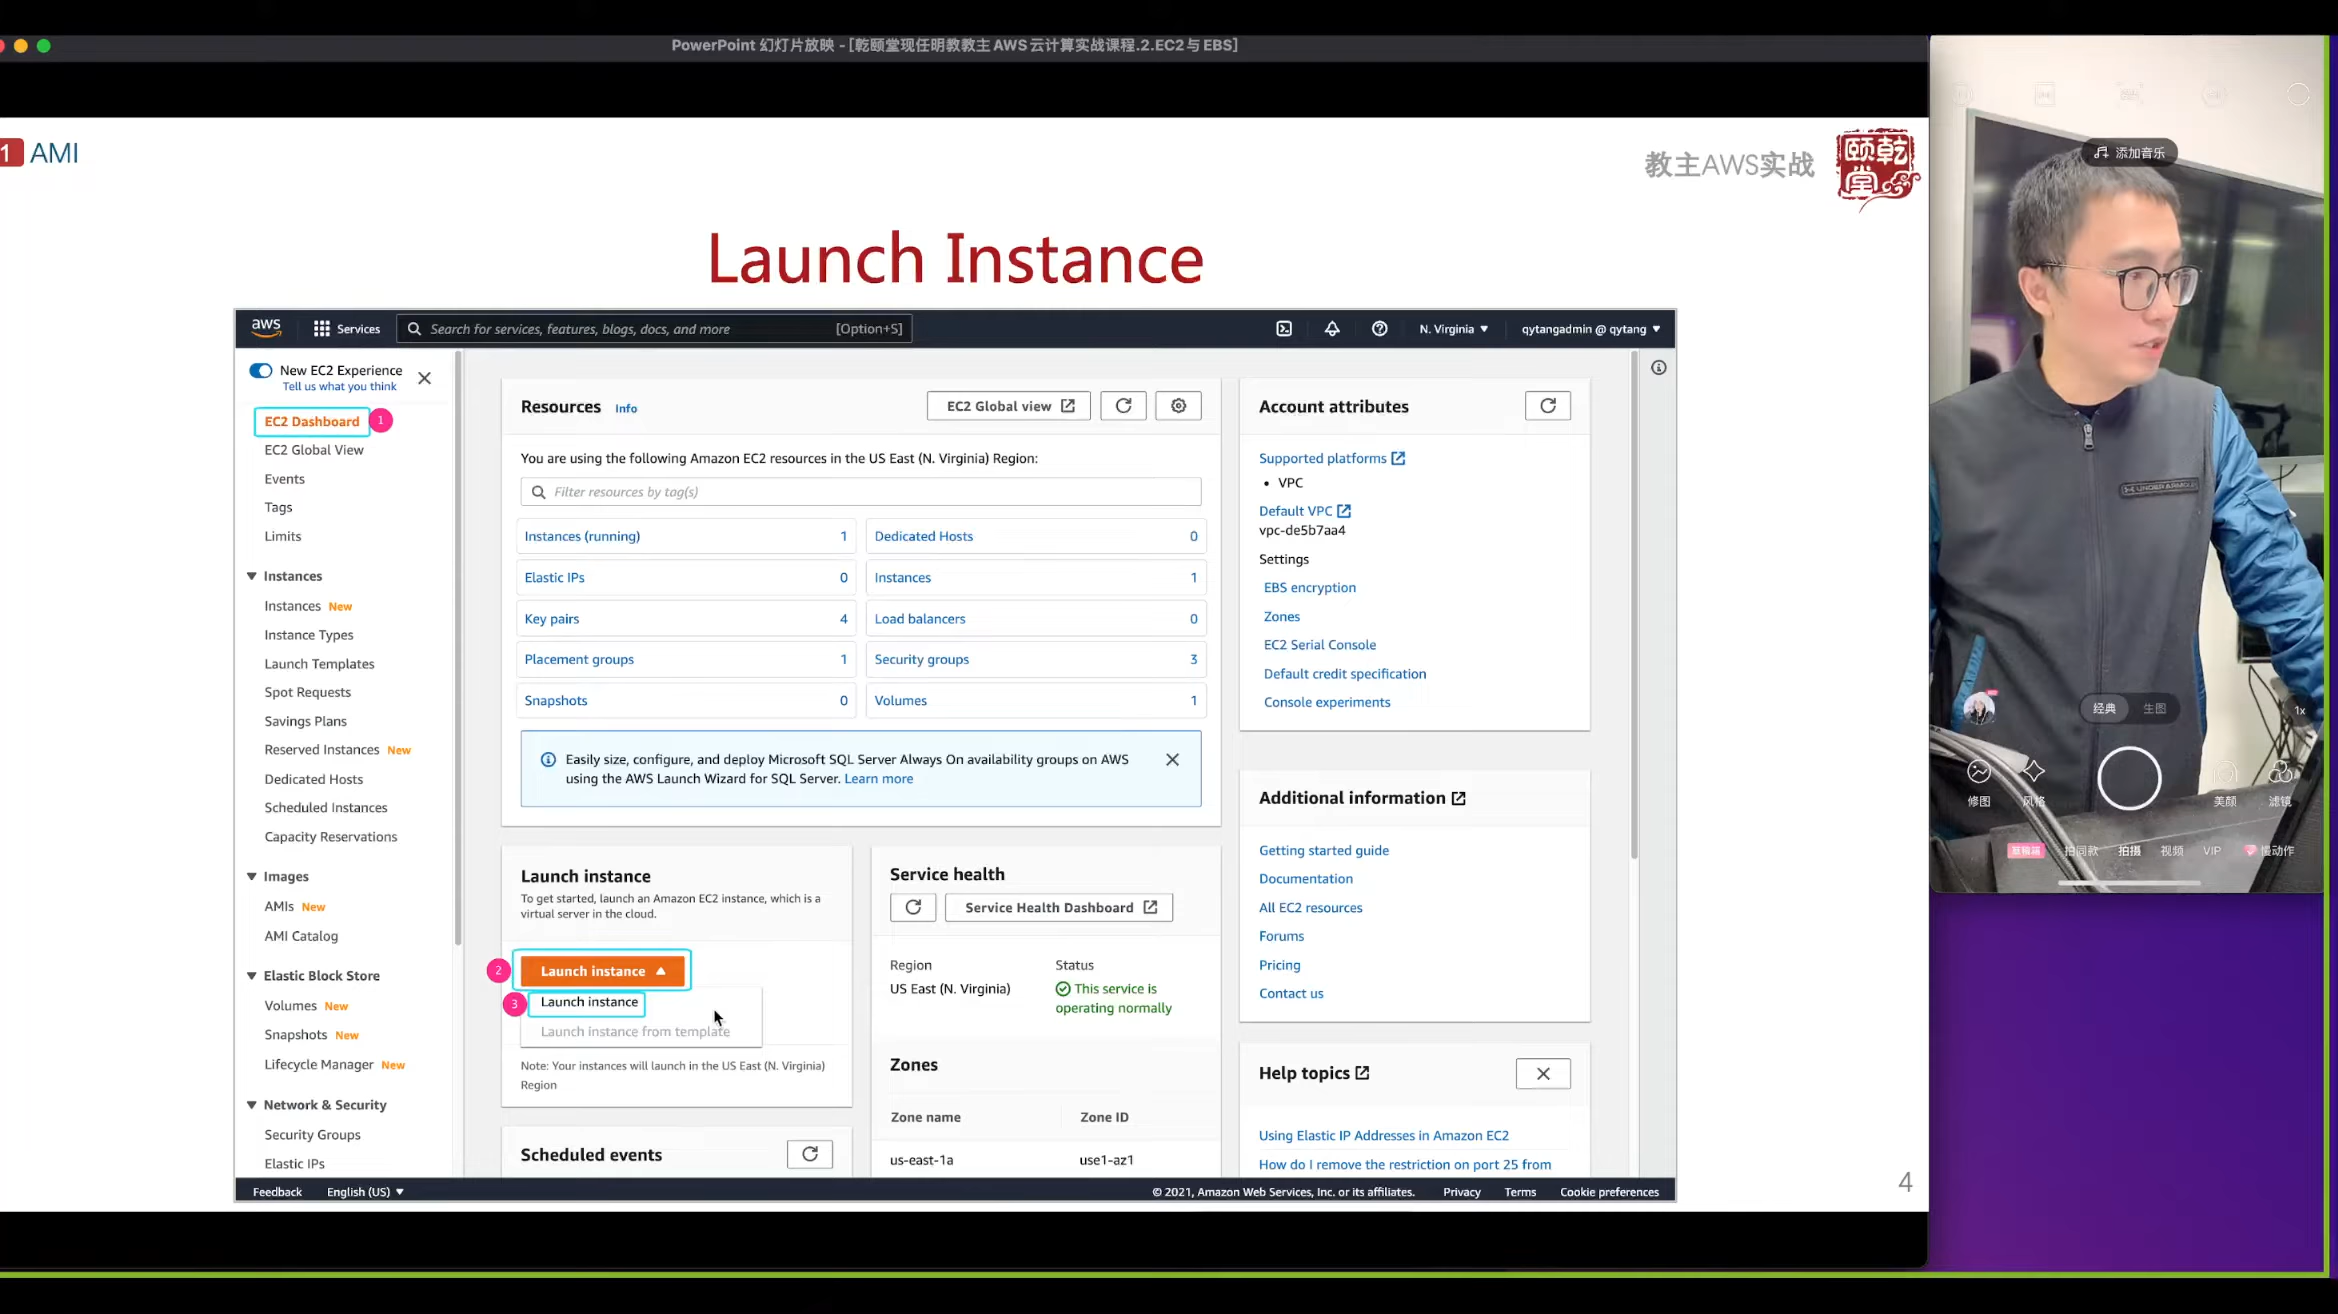 PowerPoint 幻灯片放映 - [乾颐堂现任明教教主 AWS 云计算实战课程.2.EC2 与 EBS]
1 AMI
教主AWS实战
颐乾堂
Launch Instance
aws
Services
Search for services, features, blogs, docs, and more [Option+S]
N. Virginia
qytangadmin @ qytang
New EC2 Experience
Tell us what you think
EC2 Dashboard 1
EC2 Global View
Events
Tags
Limits
Instances
Instances New
Instance Types
Launch Templates
Spot Requests
Savings Plans
Reserved Instances New
Dedicated Hosts
Scheduled Instances
Capacity Reservations
Images
AMIs New
AMI Catalog
Elastic Block Store
Volumes New
Snapshots New
Lifecycle Manager New
Network & Security
Security Groups
Elastic IPs
Resources Info
EC2 Global view
You are using the following Amazon EC2 resources in the US East (N. Virginia) Region:
Filter resources by tag(s)
Instances (running) 1
Dedicated Hosts 0
Elastic IPs 0
Instances 1
Key pairs 4
Load balancers 0
Placement groups 1
Security groups 3
Snapshots 0
Volumes 1
Easily size, configure, and deploy Microsoft SQL Server Always On availability groups on AWS
using the AWS Launch Wizard for SQL Server. Learn more
Launch instance
To get started, launch an Amazon EC2 instance, which is a
virtual server in the cloud.
2 Launch instance
3 Launch instance
Launch instance from template
Note: Your instances will launch in the US East (N. Virginia)
Region
Scheduled events
Service health
Service Health Dashboard
Region
US East (N. Virginia)
Status
This service is
operating normally
Zones
Zone name
Zone ID
us-east-1a
use1-az1
Account attributes
Supported platforms
• VPC
Default VPC
vpc-de5b7aa4
Settings
EBS encryption
Zones
EC2 Serial Console
Default credit specification
Console experiments
Additional information
Getting started guide
Documentation
All EC2 resources
Forums
Pricing
Contact us
Help topics
Using Elastic IP Addresses in Amazon EC2
How do I remove the restriction on port 25 from
Feedback
English (US)
© 2021, Amazon Web Services, Inc. or its affiliates.
Privacy
Terms
Cookie preferences
4
添加音乐
UNDER ARMOUR
经典
生图
1x
修图
风格
美颜
滤镜
拍同款
拍摄
视频
VIP
慢动作